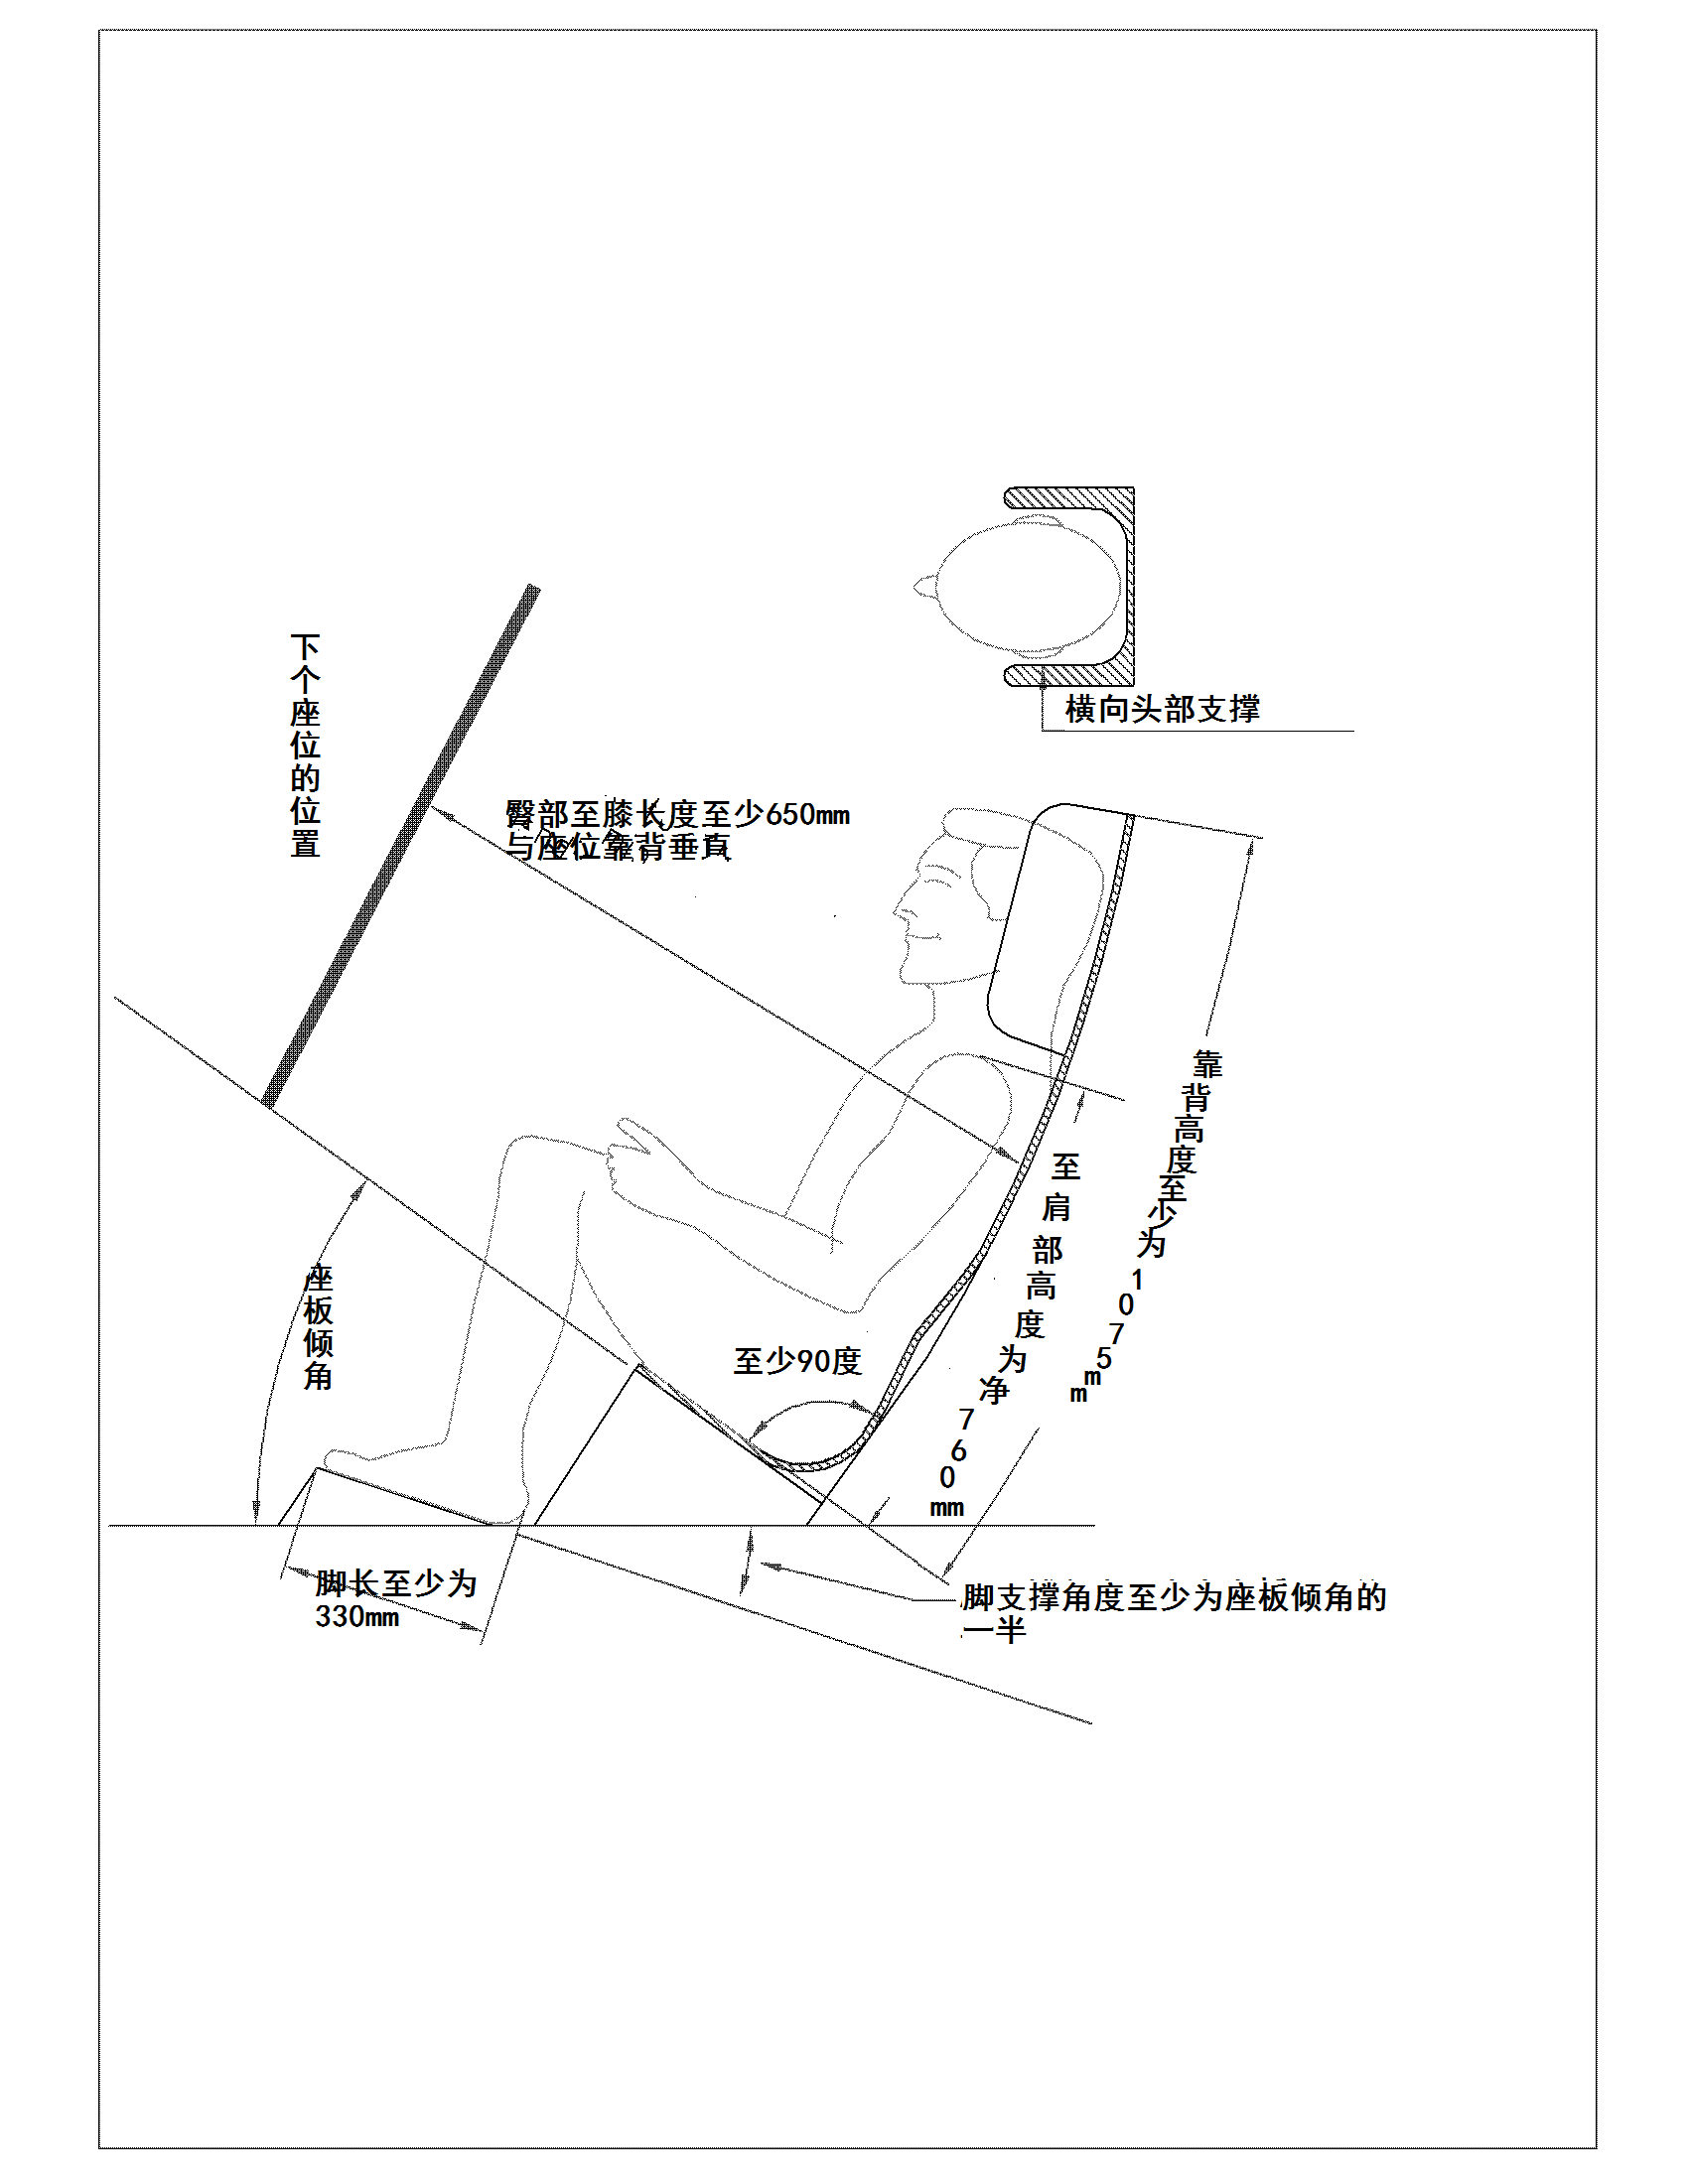 横向头部支撑
下个座位的位置
臀部至膝长度至少650mm
与座位靠背垂直
靠背高度至少为1075mm
至肩部高度为净760mm
座板倾角
至少90度
脚长至少为
330mm
脚支撑角度至少为座板倾角的
一半